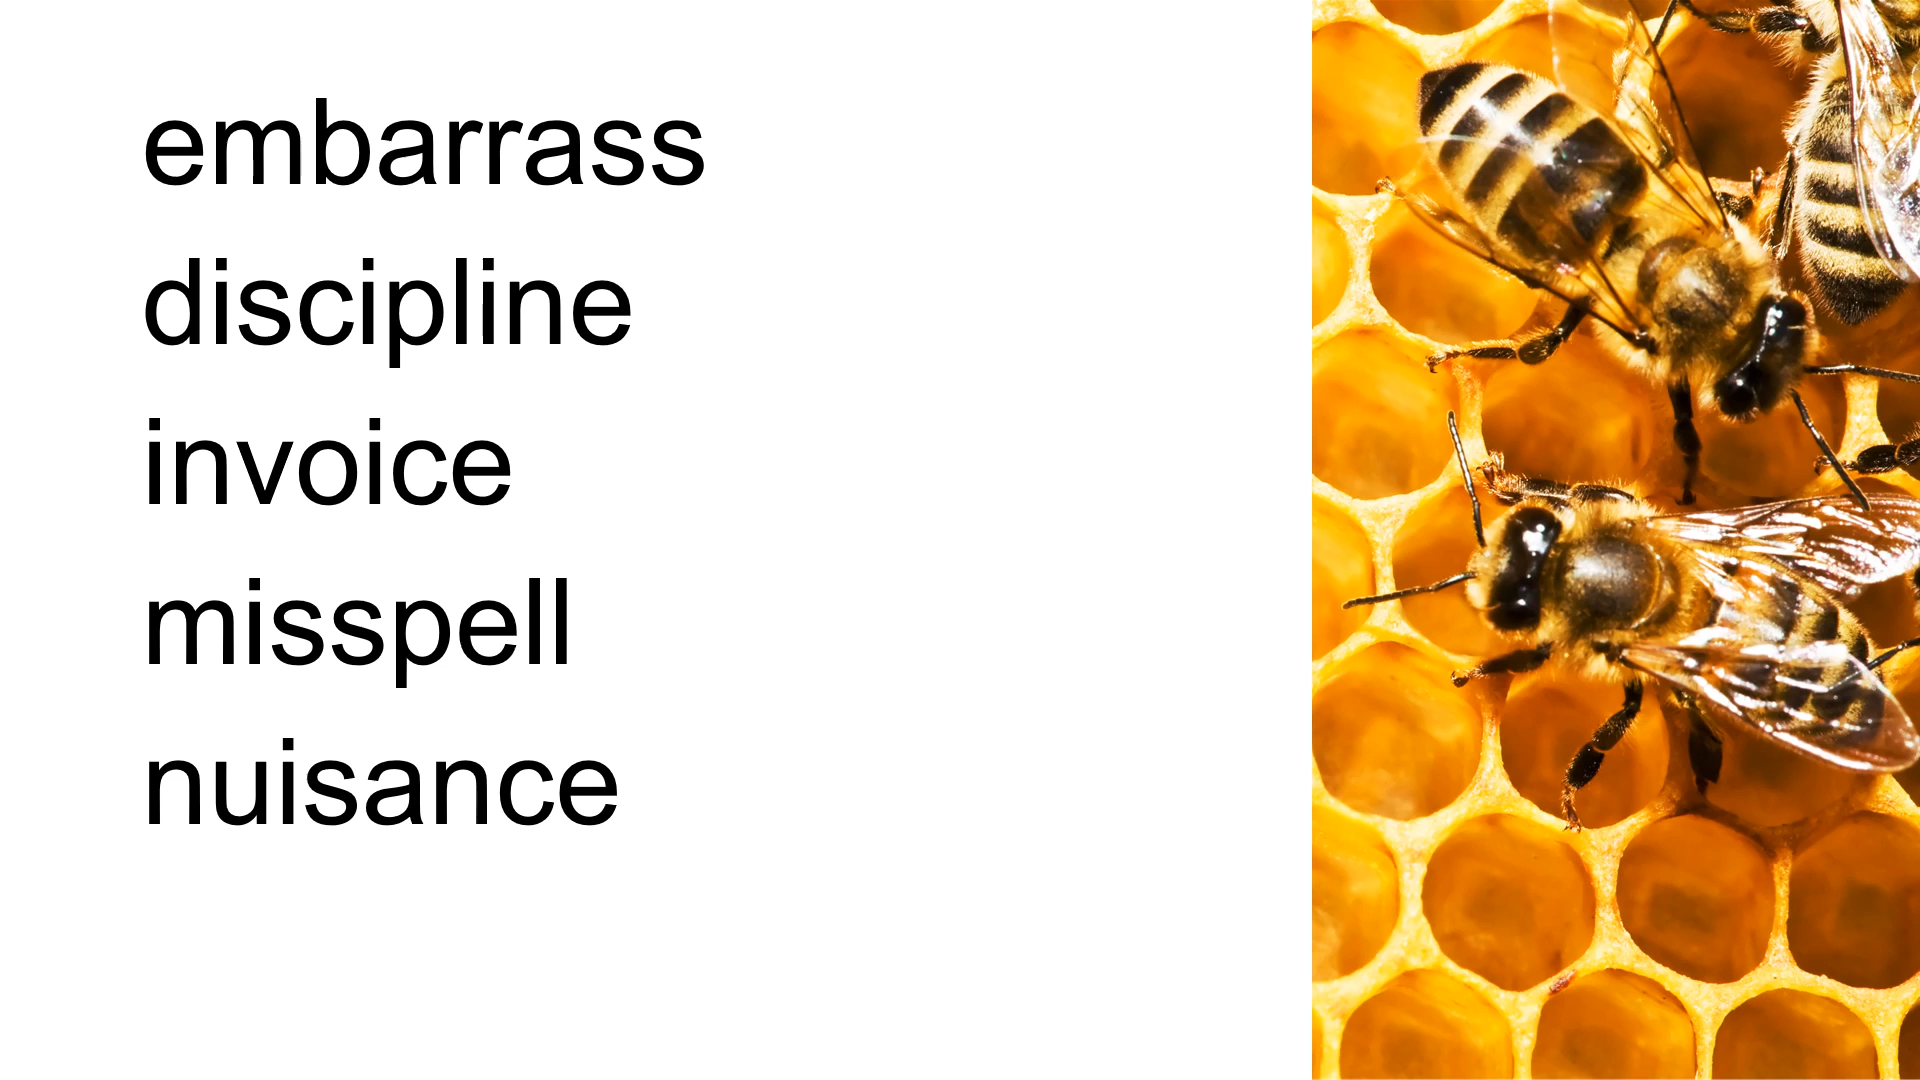 embarrass
discipline
invoice
misspell
nuisance